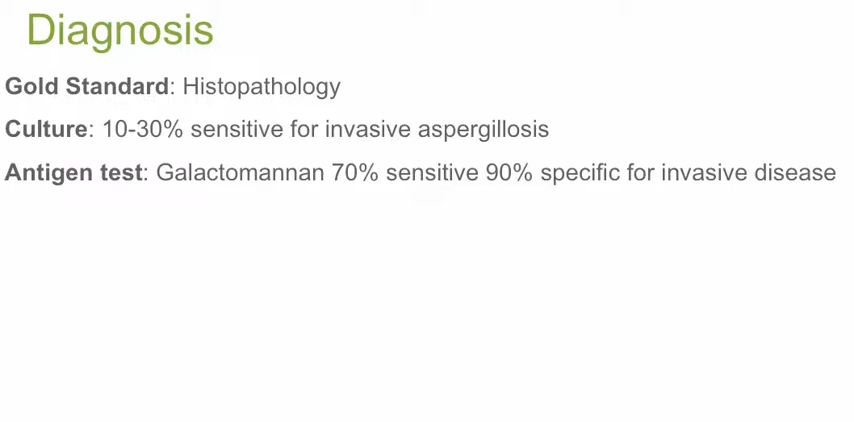 Diagnosis
Gold Standard: Histopathology
Culture: 10-30% sensitive for invasive aspergillosis
Antigen test: Galactomannan 70% sensitive 90% specific for invasive disease